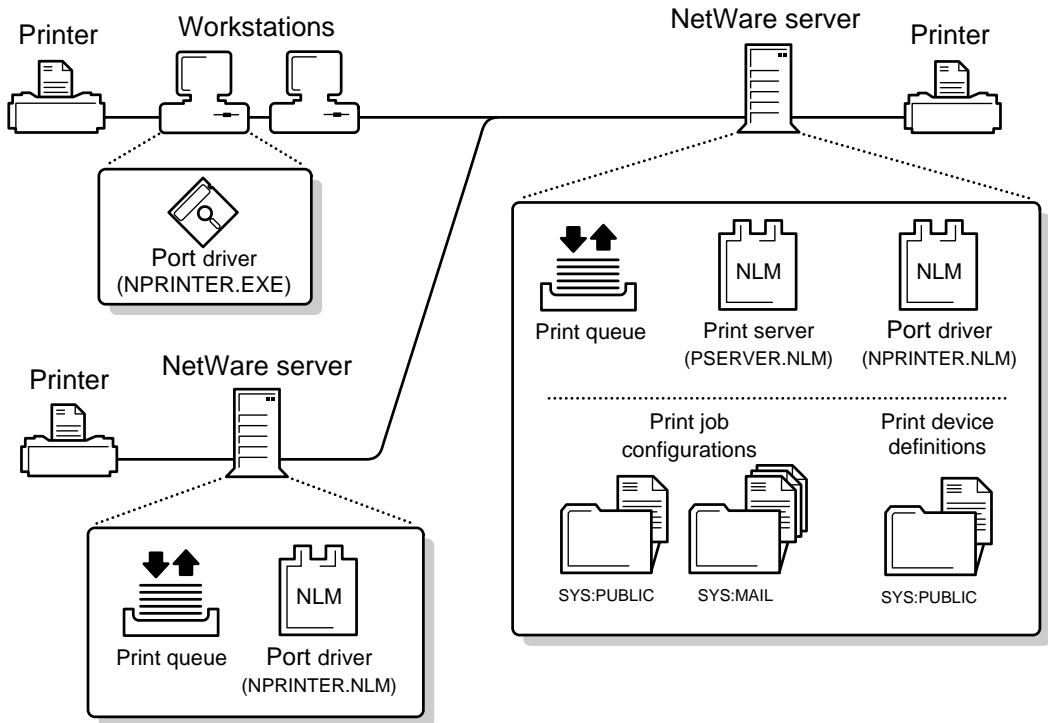 Printer
Workstations
NetWare server
Printer
Port driver
(NPRINTER.EXE)
NLM
NLM
Print queue
Print server
(PSERVER.NLM)
Port driver
(NPRINTER.NLM)
Print job
configurations
Print device
definitions
SYS:PUBLIC
SYS:MAIL
SYS:PUBLIC
Printer
NetWare server
NLM
Print queue
Port driver
(NPRINTER.NLM)